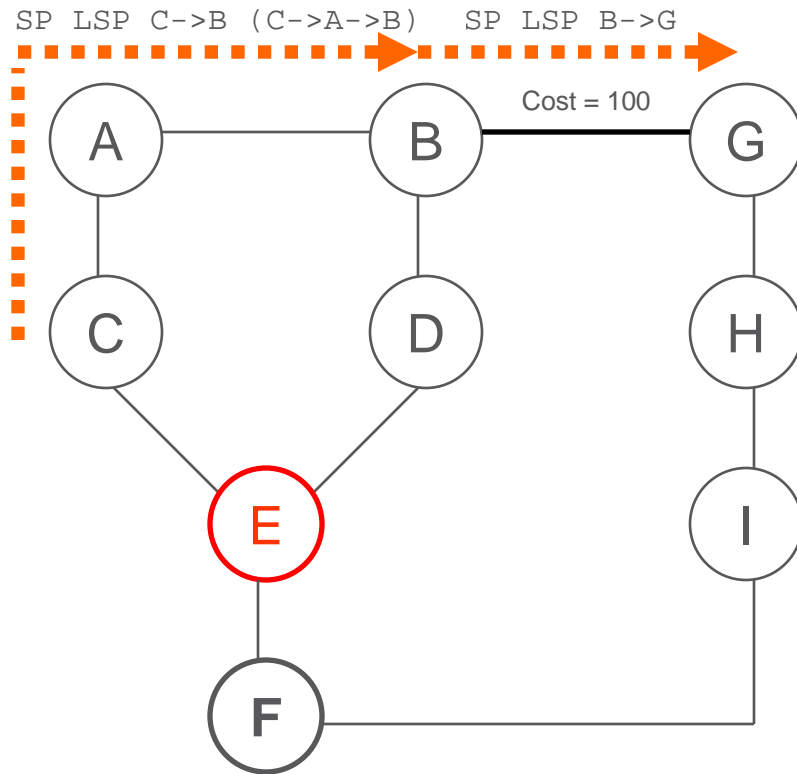 SP LSP C->B (C->A->B) SP LSP B->G
Cost = 100
A B G
C D H
E I
F